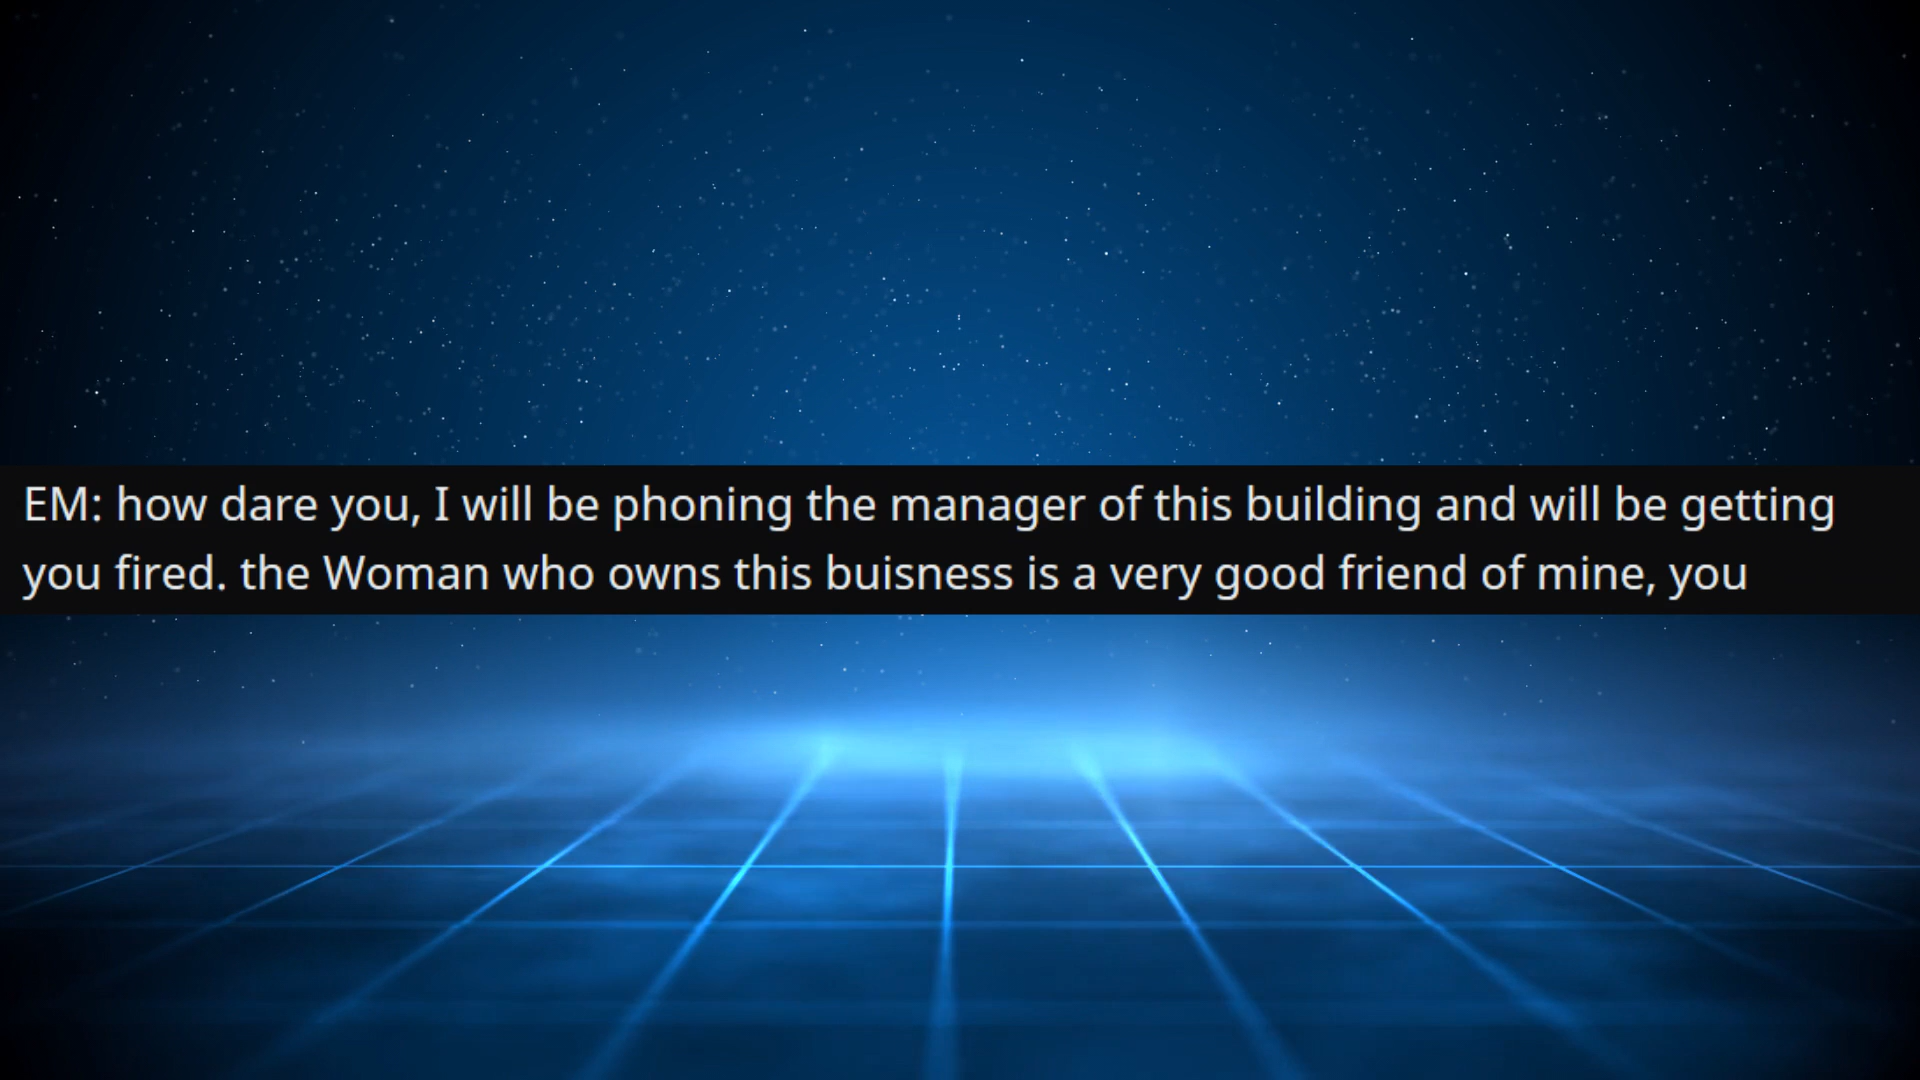 EM: how dare you, I will be phoning the manager of this building and will be getting
you fired. the Woman who owns this buisness is a very good friend of mine, you